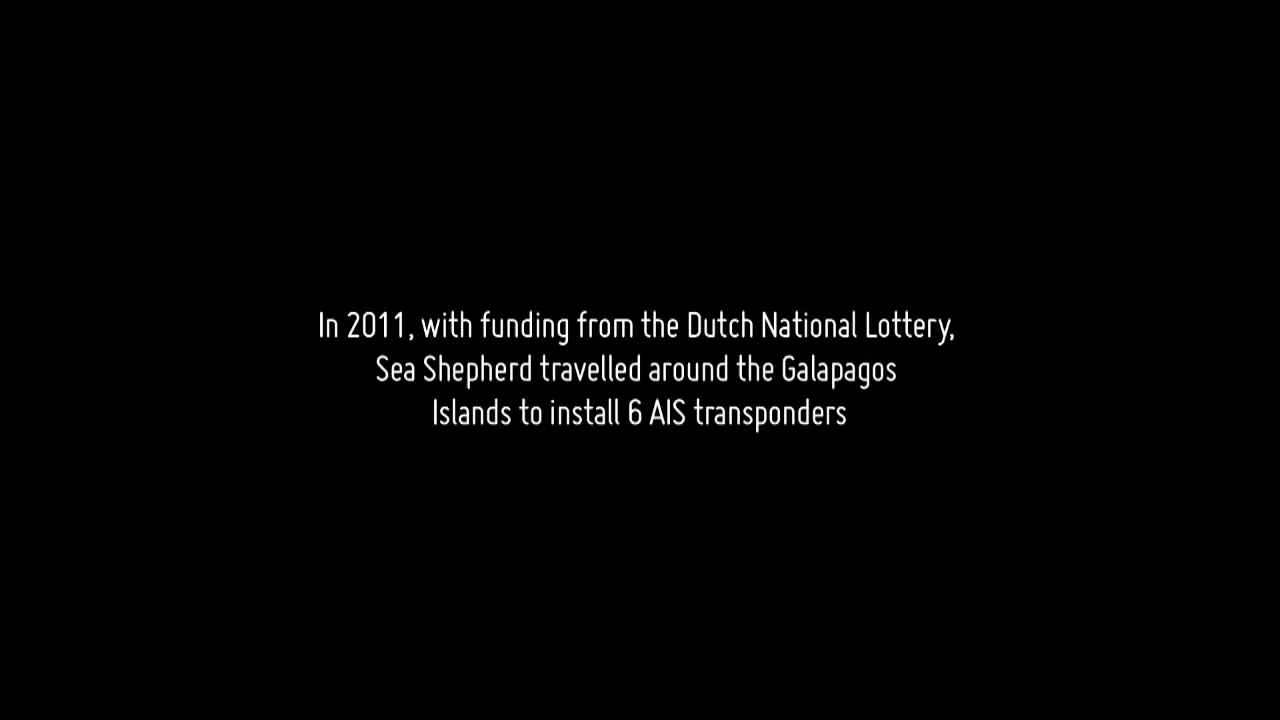 In 2011, with funding from the Dutch National Lottery,
Sea Shepherd travelled around the Galapagos
Islands to install 6 AIS transponders